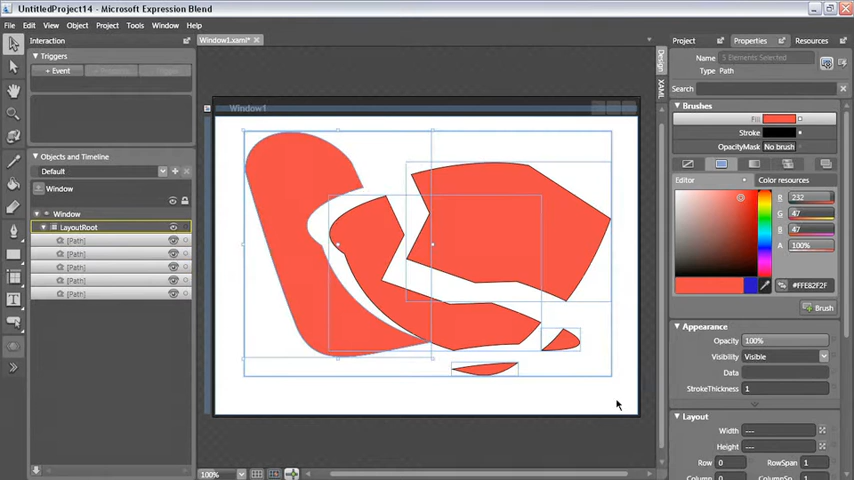 UntitledProject14 - Microsoft Expression Blend
File Edit View Object Project Tools Window Help
Interaction
Triggers
+ Event
Objects and Timeline
Default
Window
Window
LayoutRoot
[Path]
[Path]
[Path]
[Path]
[Path]
Window1.xaml*
Window1
Design
XAML
100%
Project
Properties
Resources
Name 5 Elements Selected
Type Path
Search
Brushes
Fill
Stroke
OpacityMask No brush
Editor
Color resources
R 232
G 47
B 47
A 100%
#FFE82F2F
Brush
Appearance
Opacity 100%
Visibility Visible
Data
StrokeThickness 1
Layout
Width ---
Height ---
Row 0 RowSpan 1